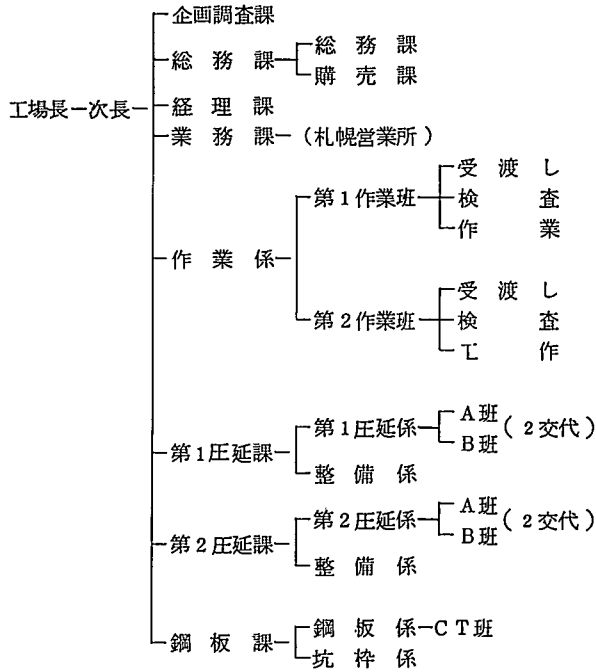 企画調査課
総務課 総務課
購売課
工場長 次長 経理課
業務課 (札幌営業所)
受渡し
第1作業班 検査
作業
作業係
受渡し
第2作業班 検査
工作
第1圧延係 A班 (2交代)
B班
第1圧延課
整備係
第2圧延係 A班 (2交代)
B班
第2圧延課
整備係
鋼板係 CT班
鋼板課
坑枠係